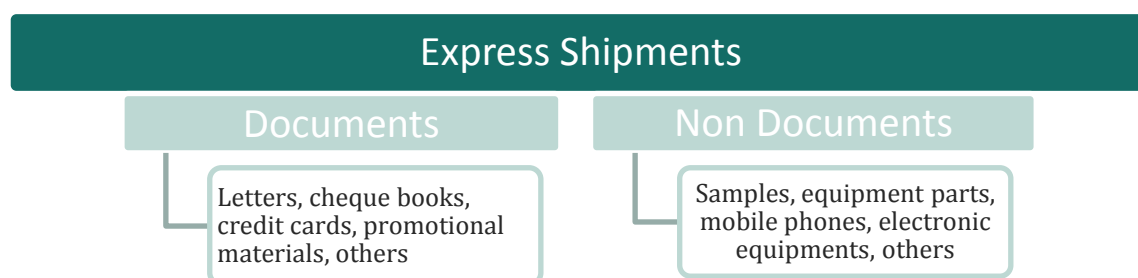 Express Shipments
Documents
Letters, cheque books,
credit cards, promotional
materials, others
Non Documents
Samples, equipment parts,
mobile phones, electronic
equipments, others